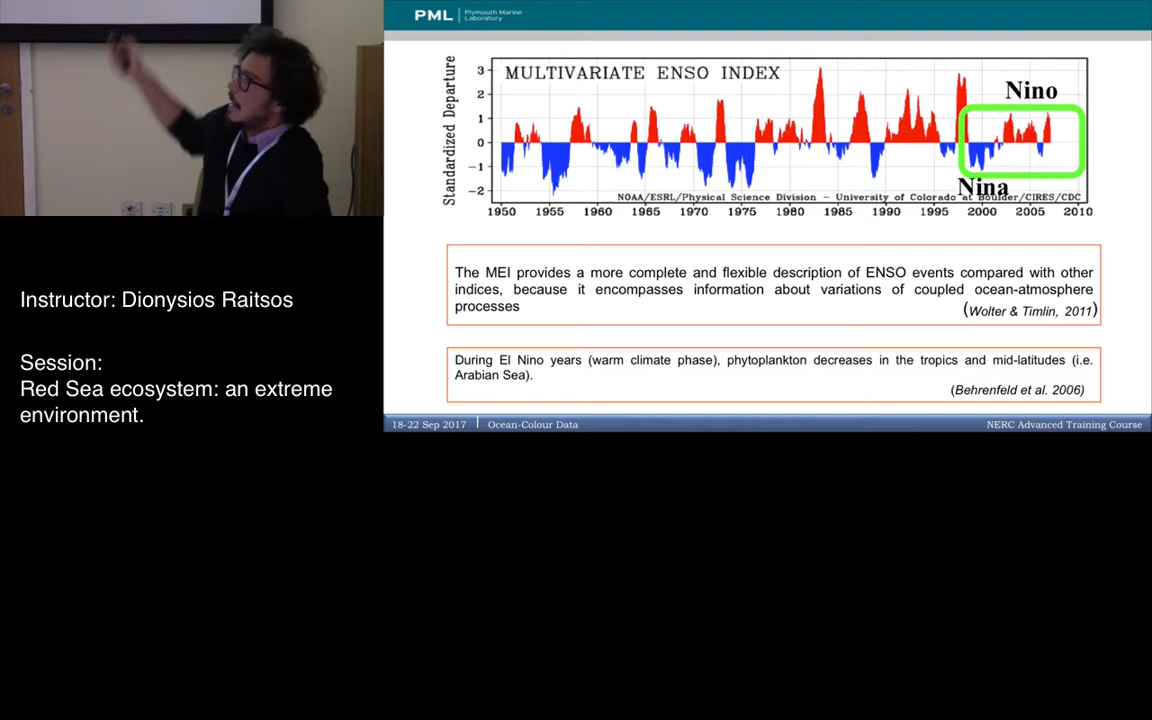 PML | Plymouth Marine
Laboratory
MULTIVARIATE ENSO INDEX
Standardized Departure
3
2
1
0
-1
-2
Nino
Nina
NOAA/ESRL/Physical Science Division – University of Colorado at Boulder/CIRES/CDC
1950 1955 1960 1965 1970 1975 1980 1985 1990 1995 2000 2005 2010
Instructor: Dionysios Raitsos
Session:
Red Sea ecosystem: an extreme
environment.
The MEI provides a more complete and flexible description of ENSO events compared with other
indices, because it encompasses information about variations of coupled ocean-atmosphere
processes
(Wolter & Timlin, 2011)
During El Nino years (warm climate phase), phytoplankton decreases in the tropics and mid-latitudes (i.e.
Arabian Sea).
(Behrenfeld et al. 2006)
18-22 Sep 2017 | Ocean-Colour Data
NERC Advanced Training Course